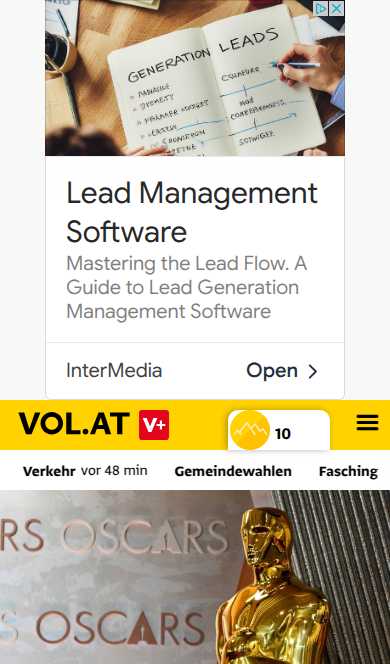 GENERATION LEADS
Lead Management
Software
Mastering the Lead Flow. A
Guide to Lead Generation
Management Software
InterMedia
Open
VOL.AT V+
10
Verkehr vor 48 min Gemeindewahlen Fasching
RS OSCARS
S OSCARS